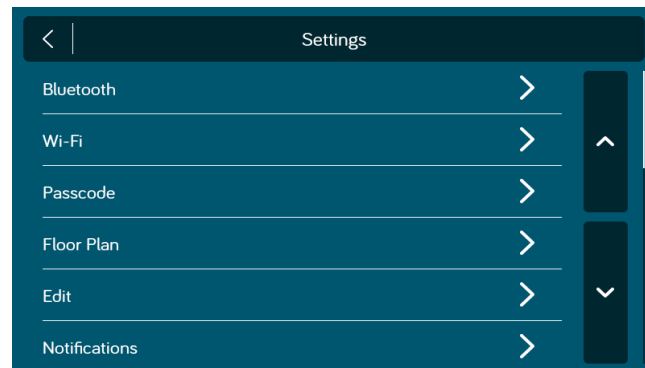 Settings
Bluetooth
Wi-Fi
Passcode
Floor Plan
Edit
Notifications